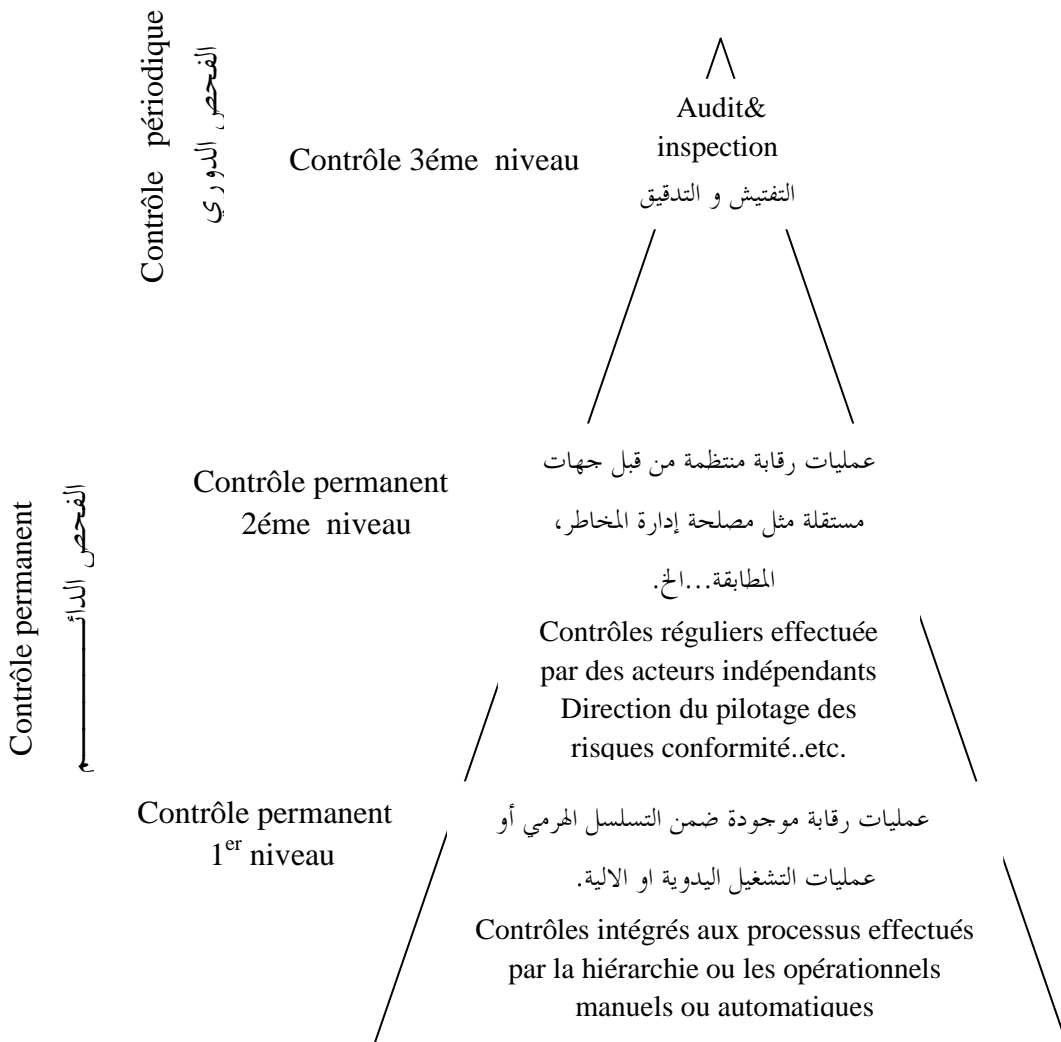 Contrôle périodique
الفحص الدوري
Contrôle 3éme niveau
Audit&
inspection
التفتيش و التدقيق
Contrôle permanent
الفحص الدائم
Contrôle permanent
2éme niveau
عمليات رقابة منتظمة من قبل جهات
مستقلة مثل مصلحة إدارة المخاطر،
المطابقة...الخ.
Contrôles réguliers effectuée
par des acteurs indépendants
Direction du pilotage des
risques conformité..etc.
Contrôle permanent
1er niveau
عمليات رقابة موجودة ضمن التسلسل الهرمي أو
عمليات التشغيل اليدوية او الالية.
Contrôles intégrés aux processus effectués
par la hiérarchie ou les opérationnels
manuels ou automatiques